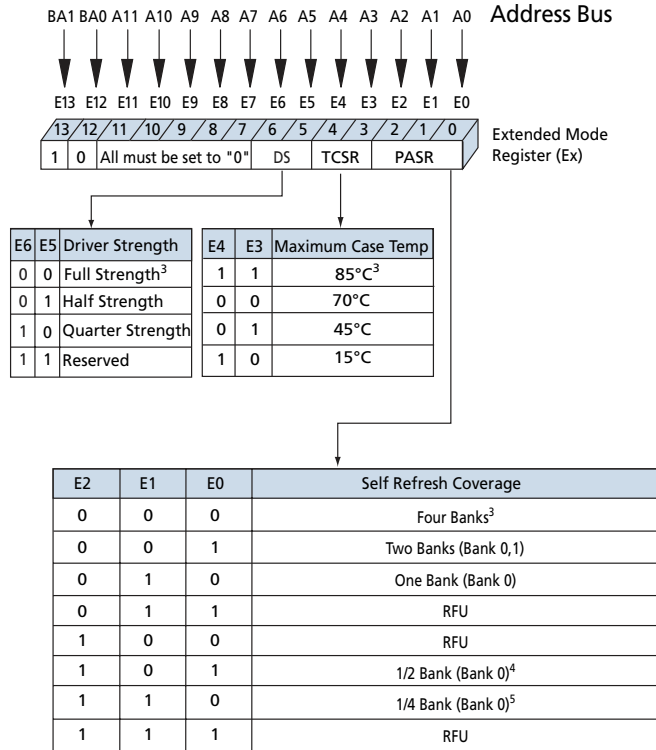 BA1 BA0 A11 A10 A9 A8 A7 A6 A5 A4 A3 A2 A1 A0 Address Bus
E13 E12 E11 E10 E9 E8 E7 E6 E5 E4 E3 E2 E1 E0
13 12 11 10 9 8 7 6 5 4 3 2 1 0 Extended Mode
1 0 All must be set to "0" DS TCSR PASR Register (Ex)
E6 E5 Driver Strength
0 0 Full Strength³
0 1 Half Strength
1 0 Quarter Strength
1 1 Reserved
E4 E3 Maximum Case Temp
1 1 85°C³
0 0 70°C
0 1 45°C
1 0 15°C
E2 E1 E0 Self Refresh Coverage
0 0 0 Four Banks³
0 0 1 Two Banks (Bank 0,1)
0 1 0 One Bank (Bank 0)
0 1 1 RFU
1 0 0 RFU
1 0 1 1/2 Bank (Bank 0)⁴
1 1 0 1/4 Bank (Bank 0)⁵
1 1 1 RFU